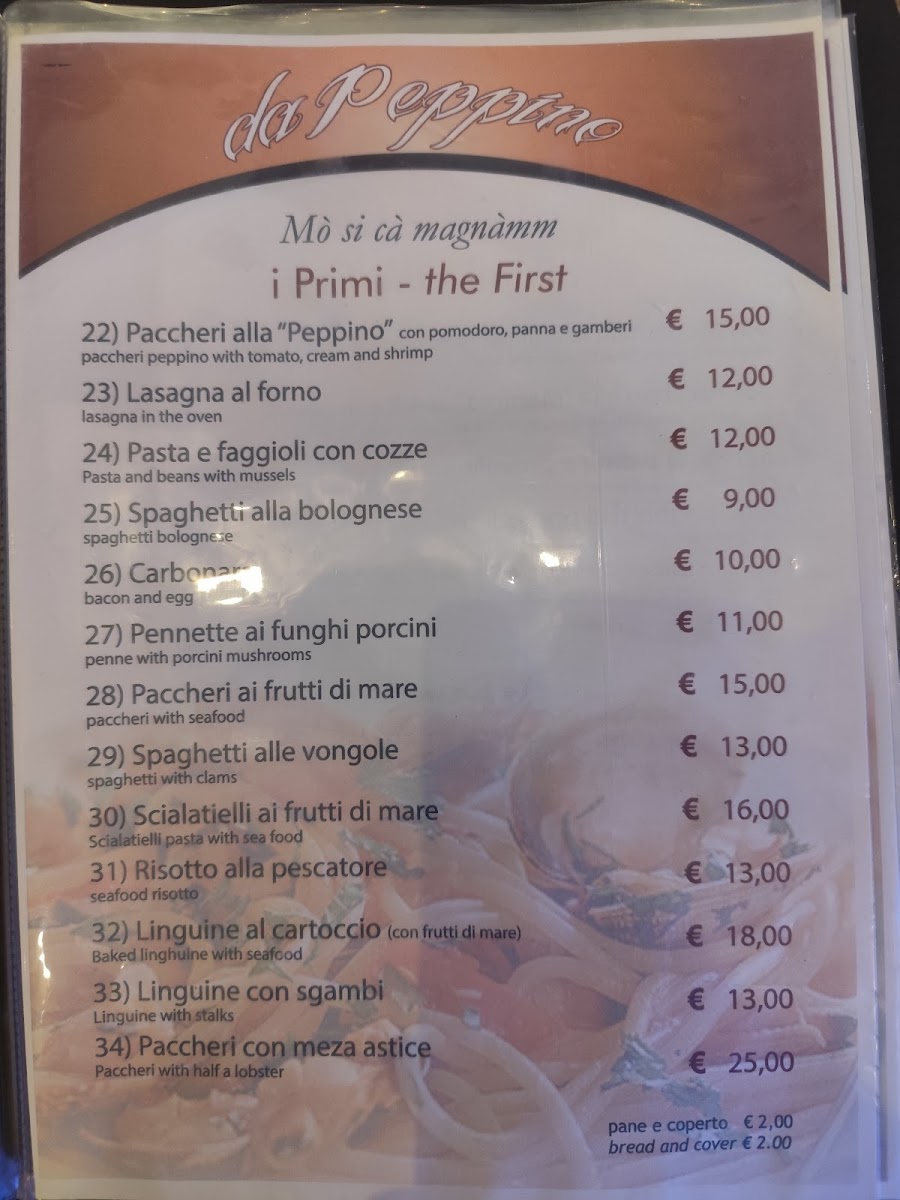 da Peppino
Mò si cà magnàmm
i Primi - the First
22) Paccheri alla "Peppino" con pomodoro, panna e gamberi € 15,00
paccheri peppino with tomato, cream and shrimp
23) Lasagna al forno € 12,00
lasagna in the oven
24) Pasta e faggioli con cozze € 12,00
Pasta and beans with mussels
25) Spaghetti alla bolognese € 9,00
spaghetti bolognese
26) Carbonara € 10,00
bacon and egg
27) Pennette ai funghi porcini € 11,00
penne with porcini mushrooms
28) Paccheri ai frutti di mare € 15,00
paccheri with seafood
29) Spaghetti alle vongole € 13,00
spaghetti with clams
30) Scialatielli ai frutti di mare € 16,00
Scialatielli pasta with sea food
31) Risotto alla pescatore € 13,00
seafood risotto
32) Linguine al cartoccio (con frutti di mare) € 18,00
Baked linghuine with seafood
33) Linguine con sgambi € 13,00
Linguine with stalks
34) Paccheri con meza astice € 25,00
Paccheri with half a lobster
pane e coperto € 2,00
bread and cover € 2.00